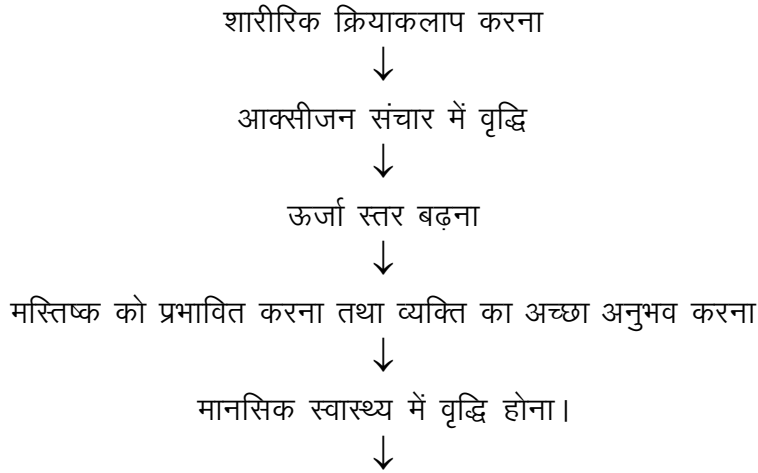 शारीरिक क्रियाकलाप करना
↓
आक्सीजन संचार में वृद्धि
↓
ऊर्जा स्तर बढ़ना
↓
मस्तिष्क को प्रभावित करना तथा व्यक्ति का अच्छा अनुभव करना
↓
मानसिक स्वास्थ्य में वृद्धि होना।
↓